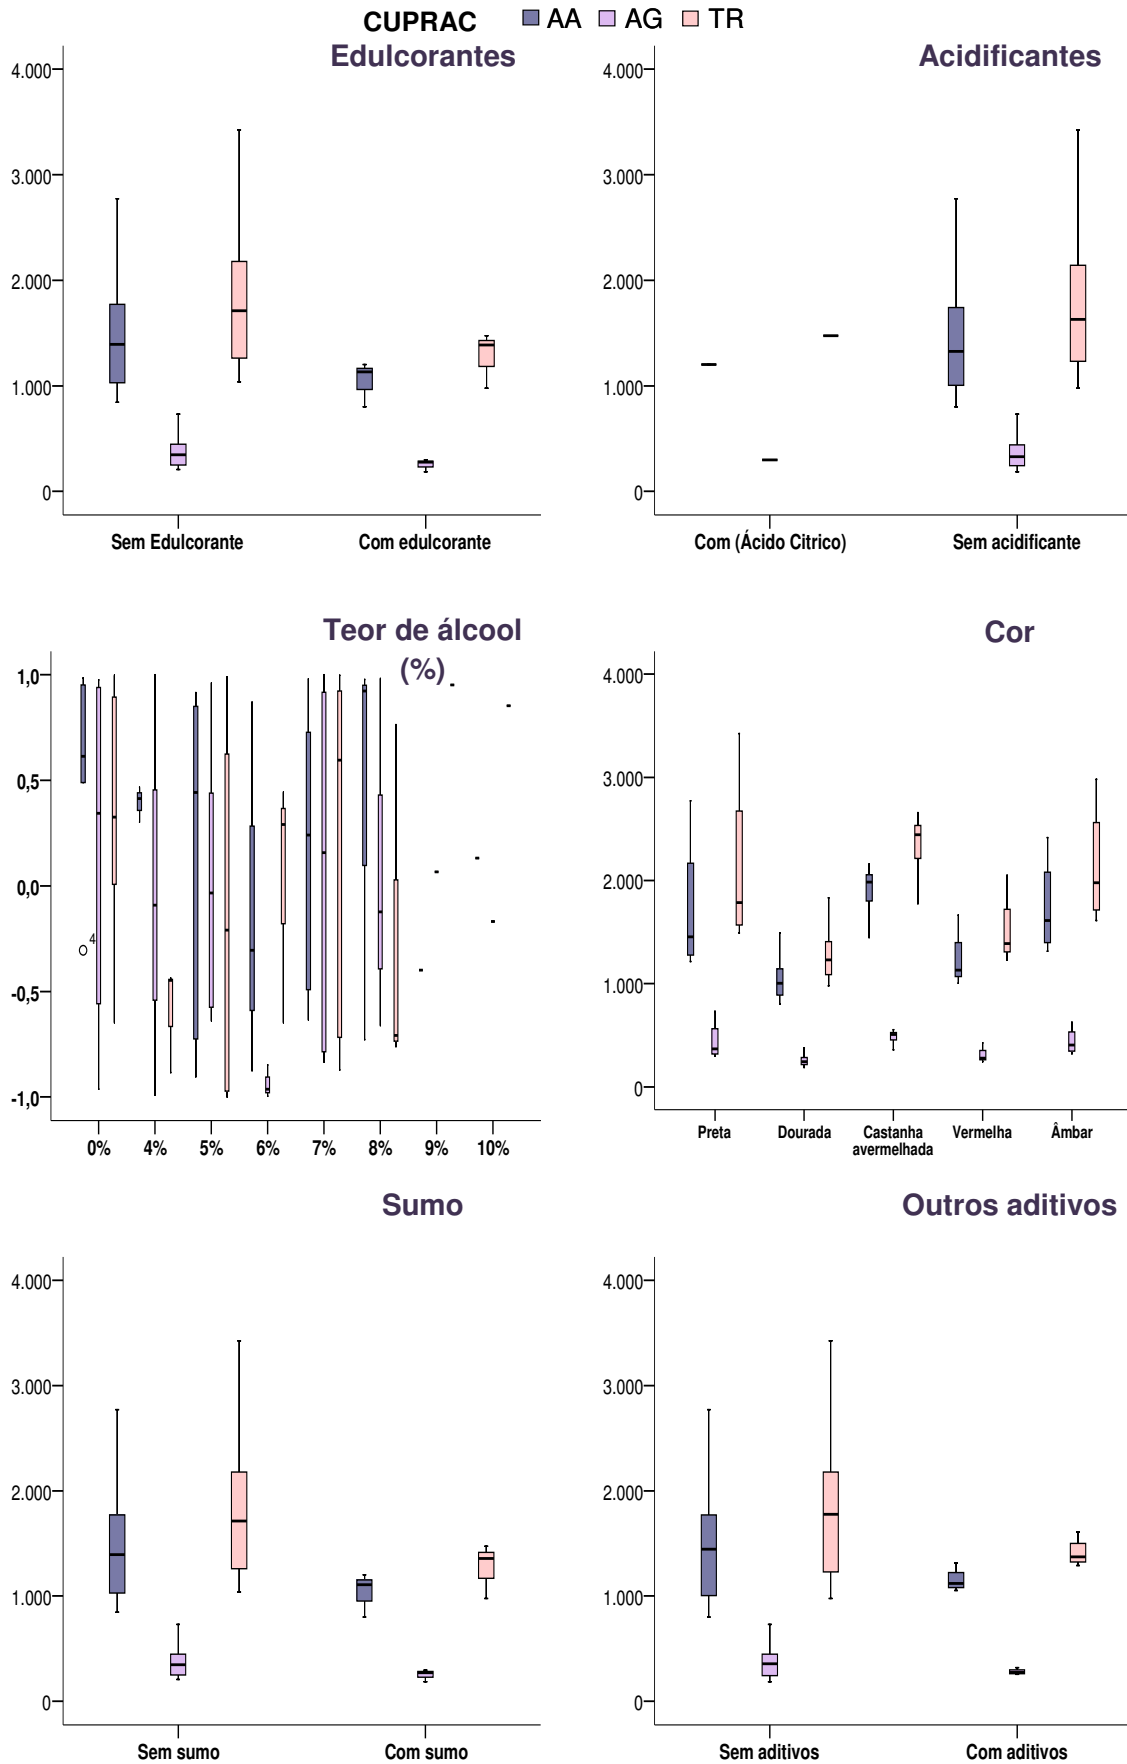 CUPRAC AA AG TR
Edulcorantes
4.000
3.000
2.000
1.000
0
Sem Edulcorante Com edulcorante
Acidificantes
4.000
3.000
2.000
1.000
0
Com (Ácido Citrico) Sem acidificante
Teor de álcool
(%)
1,0
0,5
0,0
-0,5
-1,0
4
0% 4% 5% 6% 7% 8% 9% 10%
Cor
4.000
3.000
2.000
1.000
0
Preta Dourada Castanha Vermelha Âmbar
avermelhada
Sumo
4.000
3.000
2.000
1.000
0
Sem sumo Com sumo
Outros aditivos
4.000
3.000
2.000
1.000
0
Sem aditivos Com aditivos